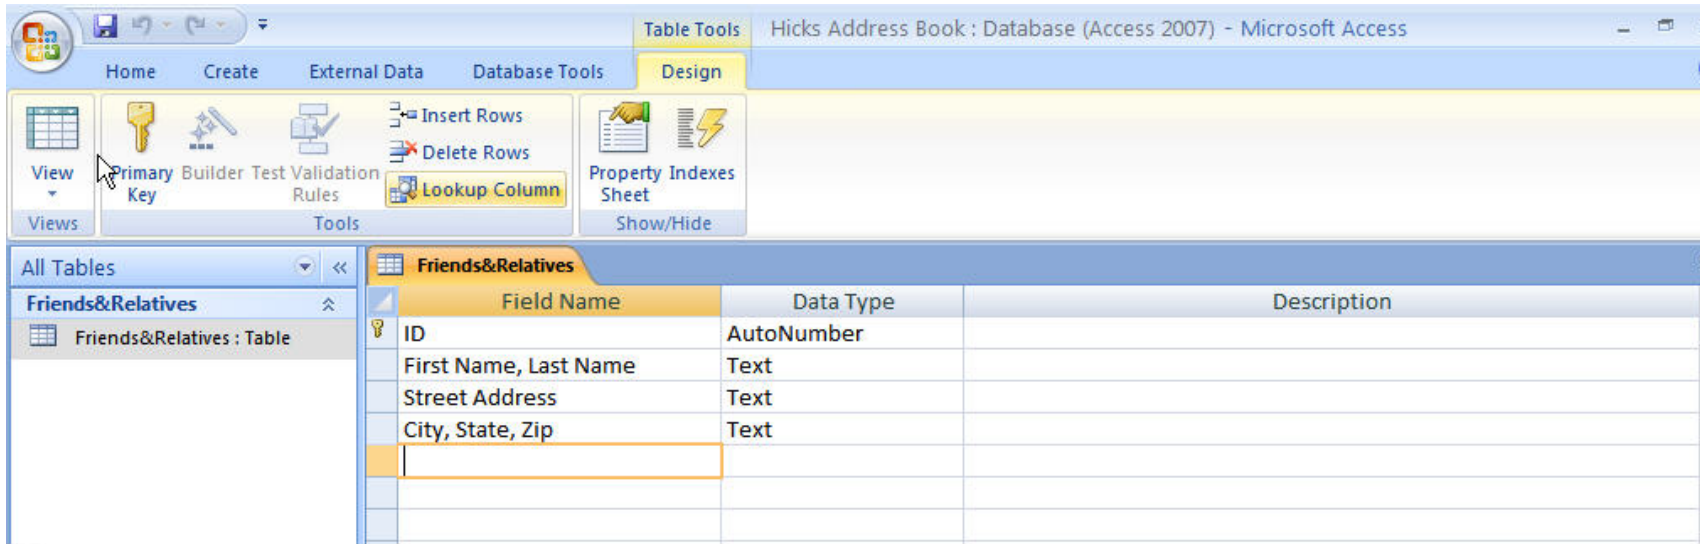 Table Tools Hicks Address Book : Database (Access 2007) - Microsoft Access
Home Create External Data Database Tools Design
View
Views
Primary Key
Builder
Test Validation Rules
Insert Rows
Delete Rows
Lookup Column
Tools
Property Sheet
Indexes
Show/Hide
All Tables
Friends&Relatives
Friends&Relatives : Table
Friends&Relatives
Field Name Data Type Description
ID AutoNumber
First Name, Last Name Text
Street Address Text
City, State, Zip Text